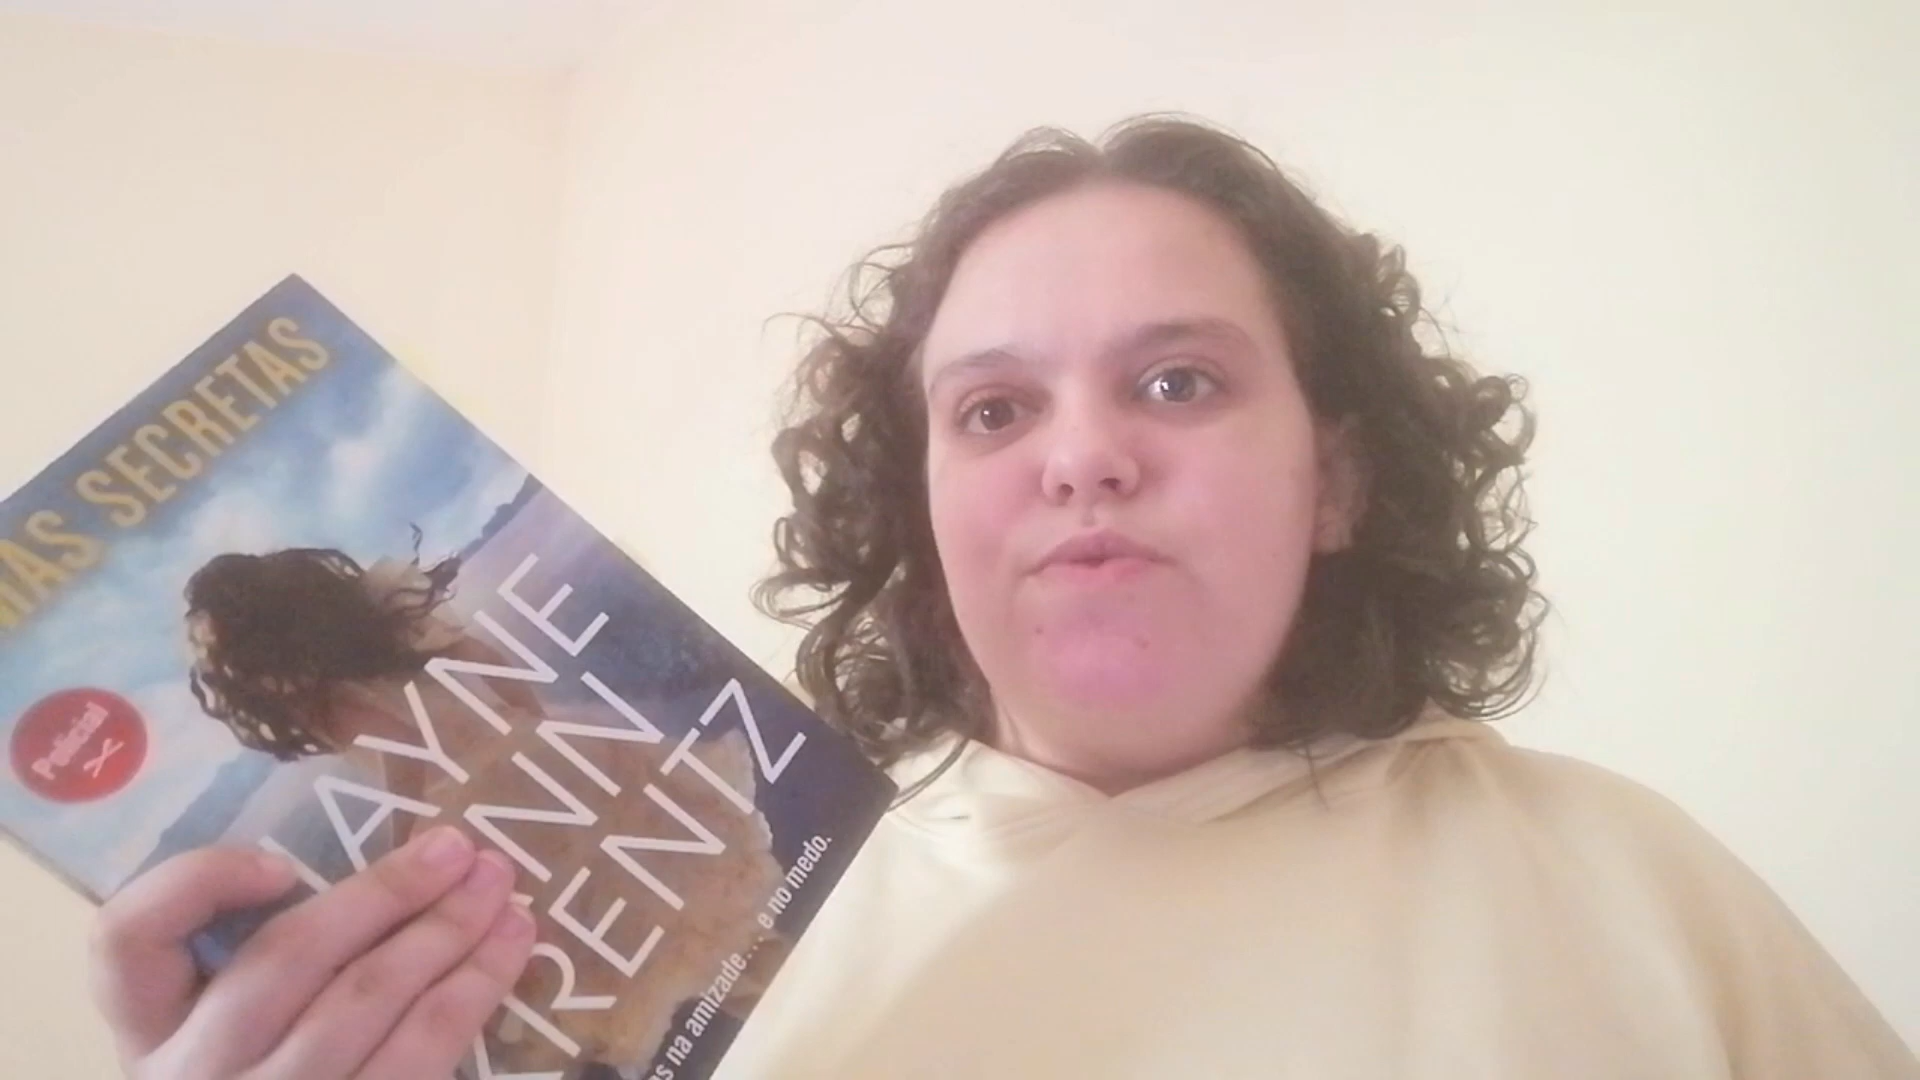 SECRETAS
Policial
JAYNE
ANN
KRENTZ
na amizade... e no medo.